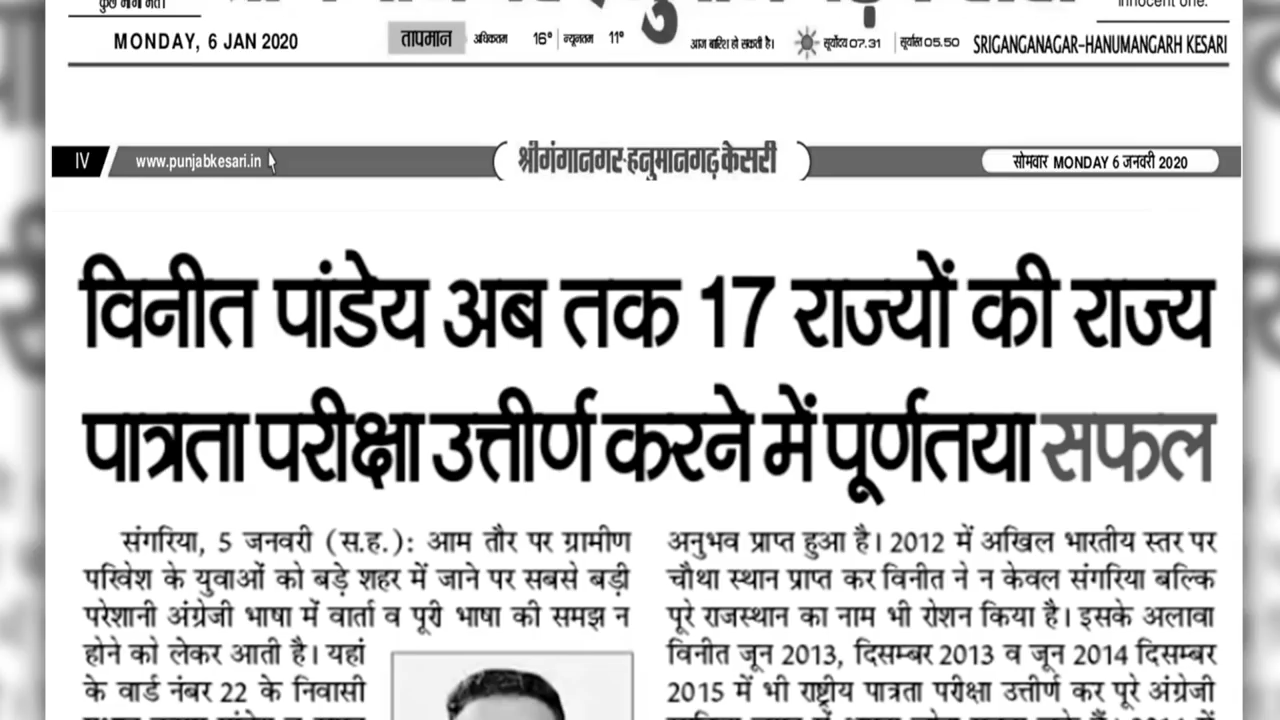 innocent one.
MONDAY, 6 JAN 2020 तापमान अधिकतम 16° न्यूनतम 11° आज बारिश हो सकती है। सूर्योदय 07.31 सूर्यास्त 05.50 SRIGANGANAGAR-HANUMANGARH KESARI
IV www.punjabkesari.in श्रीगंगानगर-हनुमानगढ़ केसरी सोमवार MONDAY 6 जनवरी 2020
विनीत पांडेय अब तक 17 राज्यों की राज्य
पात्रता परीक्षा उत्तीर्ण करने में पूर्णतया सफल
संगरिया, 5 जनवरी (स.ह.): आम तौर पर ग्रामीण
परिवेश के युवाओं को बड़े शहर में जाने पर सबसे बड़ी
परेशानी अंग्रेजी भाषा में वार्ता व पूरी भाषा की समझ न
होने को लेकर आती है। यहां
के वार्ड नंबर 22 के निवासी
अनुभव प्राप्त हुआ है। 2012 में अखिल भारतीय स्तर पर
चौथा स्थान प्राप्त कर विनीत ने न केवल संगरिया बल्कि
पूरे राजस्थान का नाम भी रोशन किया है। इसके अलावा
विनीत जून 2013, दिसम्बर 2013 व जून 2014 दिसम्बर
2015 में भी राष्ट्रीय पात्रता परीक्षा उत्तीर्ण कर पूरे अंग्रेजी